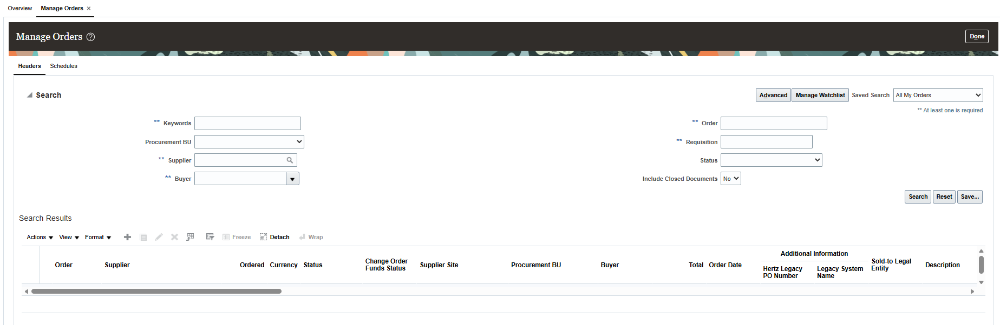 Overview Manage Orders ×
Manage Orders ? Done
Headers Schedules
Search Advanced Manage Watchlist Saved Search All My Orders
** At least one is required
** Keywords ** Order
Procurement BU ** Requisition
** Supplier Status
** Buyer Include Closed Documents No
Search Reset Save...
Search Results
Actions View Format Freeze Detach Wrap
Additional Information
Order Supplier Ordered Currency Status Change Order Funds Status Supplier Site Procurement BU Buyer Total Order Date Hertz Legacy PO Number Legacy System Name Sold-to Legal Entity Description